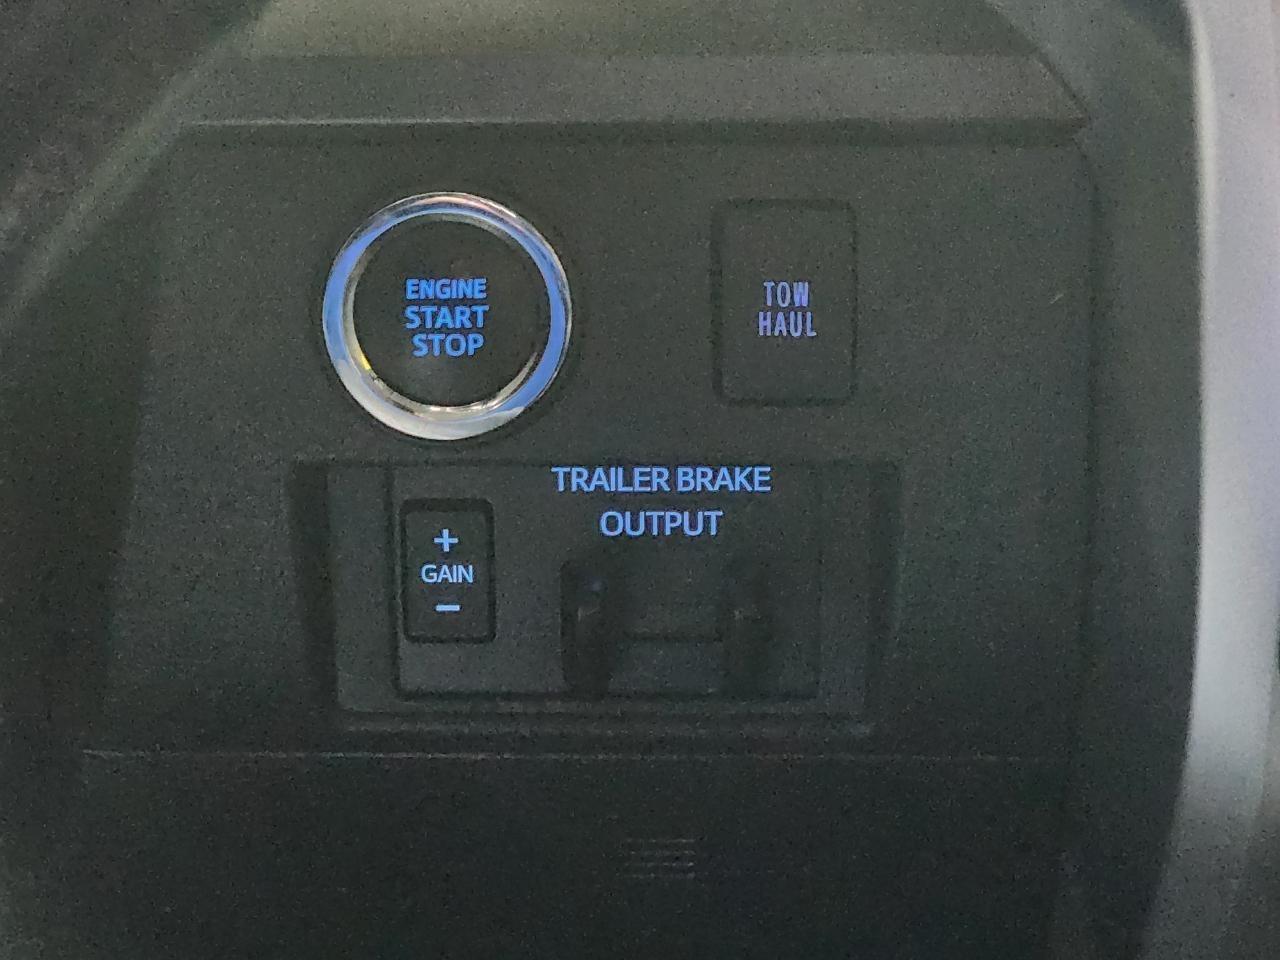 ENGINE
START
STOP
TOW
HAUL
TRAILER BRAKE
OUTPUT
+
GAIN
-